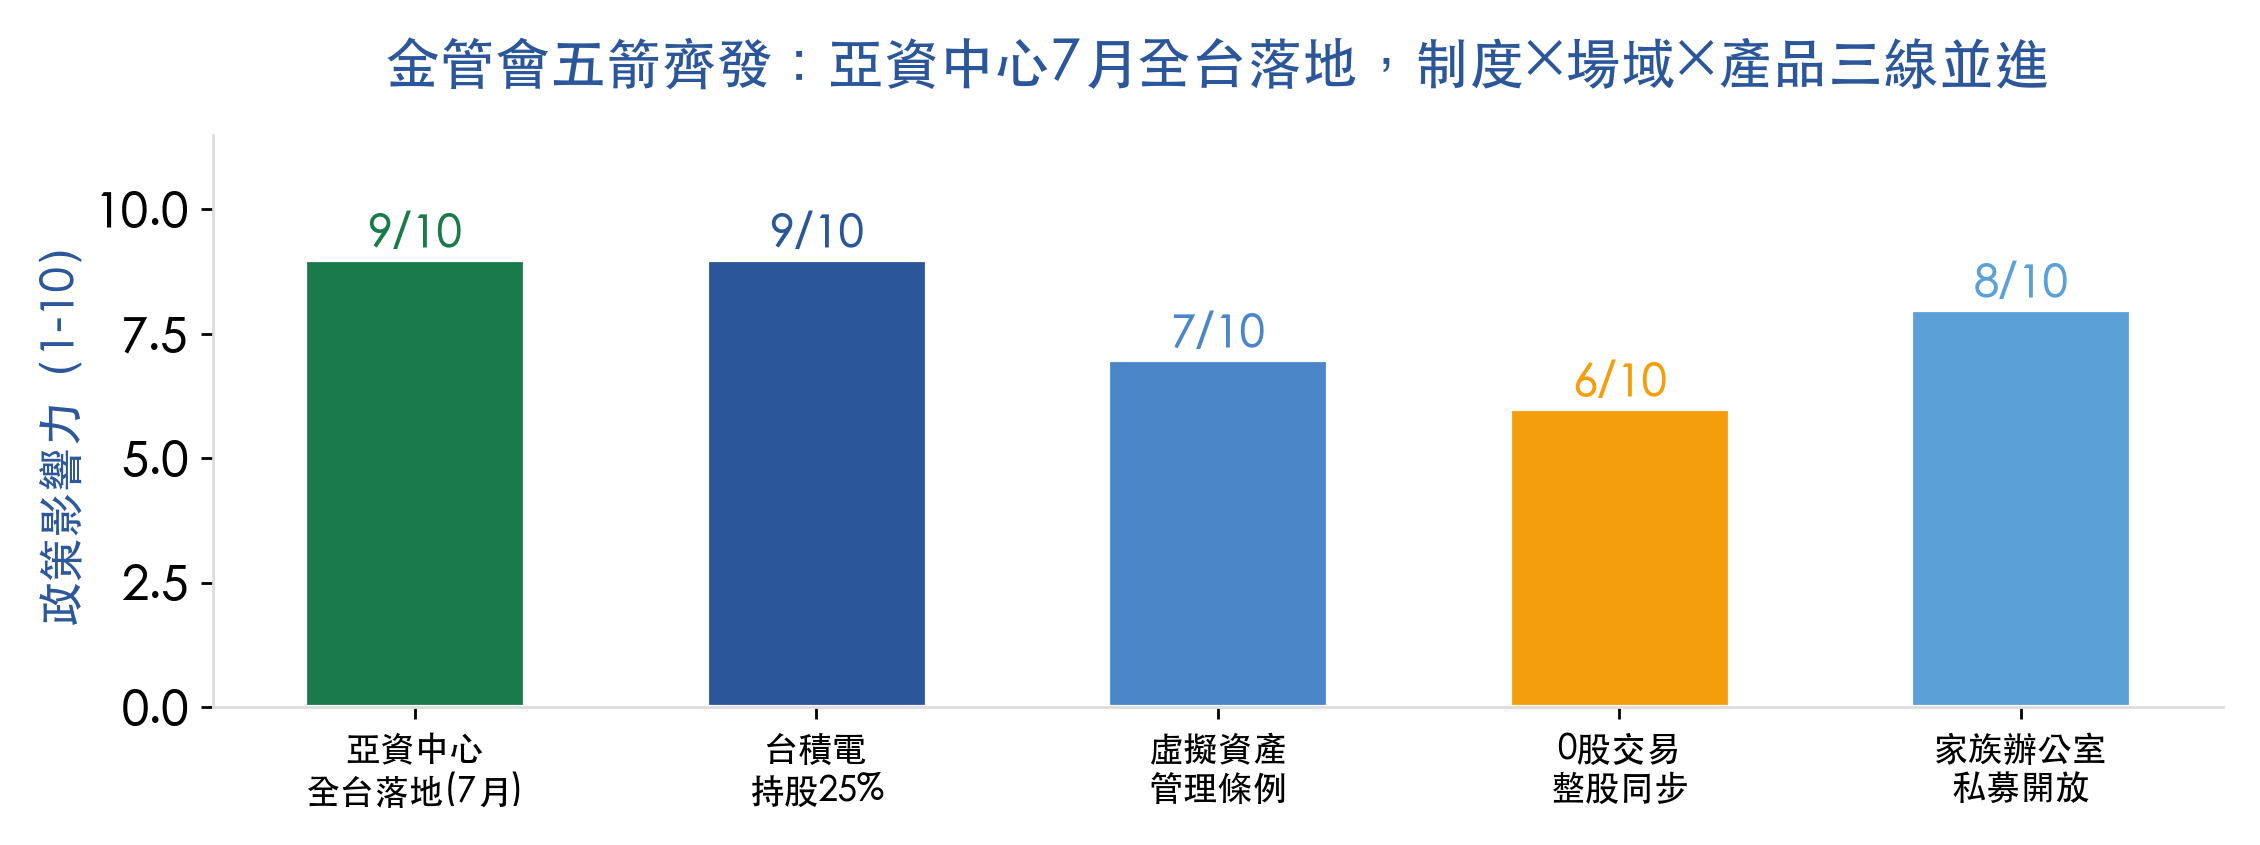 金管會五箭齊發：亞資中心7月全台落地，制度×場域×產品三線並進
政策影響力 (1-10)
10.0
7.5
5.0
2.5
0.0
9/10
9/10
7/10
6/10
8/10
亞資中心
全台落地(7月)
台積電
持股25%
虛擬資產
管理條例
0股交易
整股同步
家族辦公室
私募開放